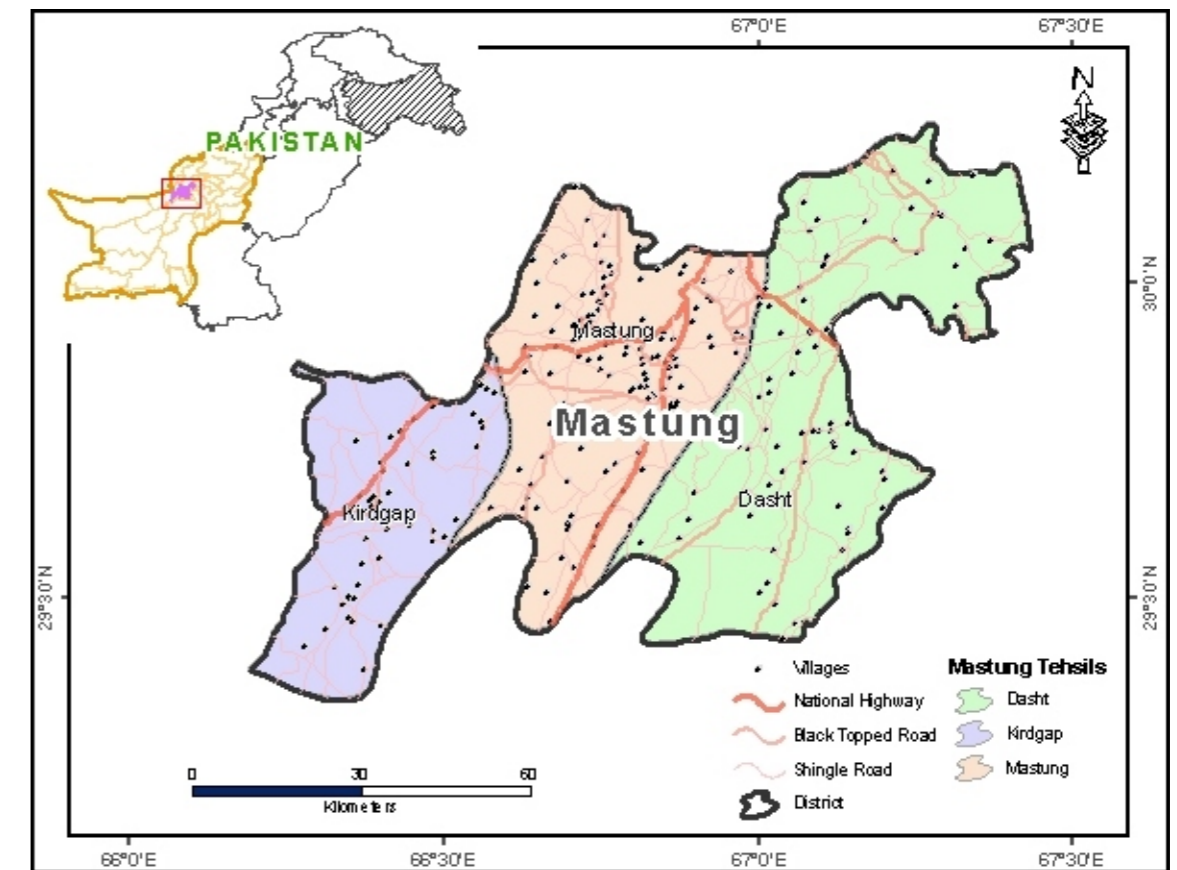 67°0'E 67°30'E
N
PAKISTAN
30°0'N
Mastung
Mastung
Dasht
Kirdgap
29°30'N 29°30'N
Villages Mastung Tehsils
National Highway Dasht
Black Topped Road Kirdgap
Shingle Road Mastung
District
0 30 60
Kilometers
66°0'E 66°30'E 67°0'E 67°30'E